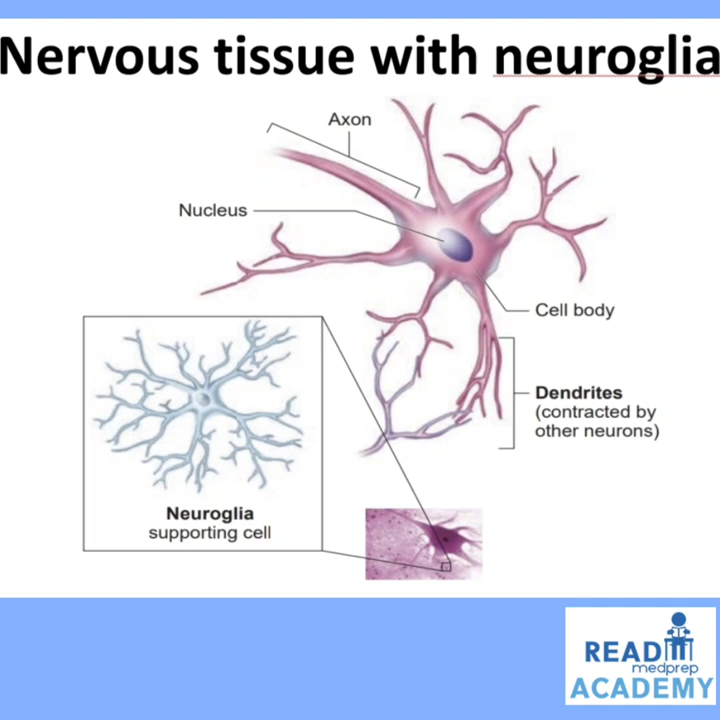 Nervous tissue with neuroglia
Axon
Nucleus
Cell body
Dendrites
(contracted by
other neurons)
Neuroglia
supporting cell
READ
medprep
ACADEMY